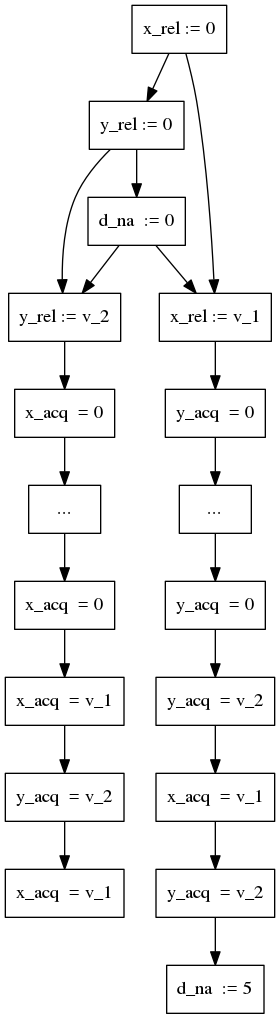 x_rel := 0
y_rel := 0
d_na := 0
y_rel := v_2
x_rel := v_1
x_acq = 0
y_acq = 0
...
...
x_acq = 0
y_acq = 0
x_acq = v_1
y_acq = v_2
y_acq = v_2
x_acq = v_1
x_acq = v_1
y_acq = v_2
d_na := 5